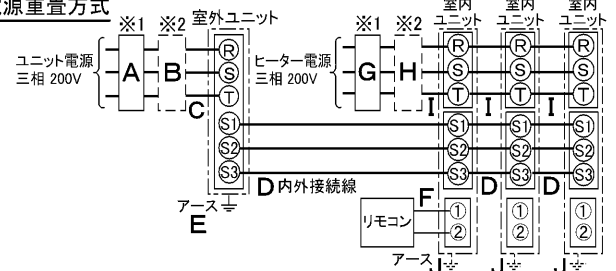 源重畳方式
※1 ※2 室外ユニット ※1 ※2 室内ユニット 室内ユニット 室内ユニット
ユニット電源
三相 200V
A B
R
S
T
C
S1
S2
S3
ヒーター電源
三相 200V
G H
R R R
S S S
T T T
I I I
S1 S1 S1
S2 S2 S2
S3 S3 S3
D 内外接続線 D D
アース
E
リモコン
F
① ① ①
② ② ②
アース J J J